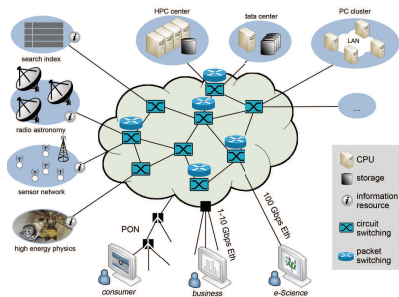 HPC center
data center
PC cluster
LAN
search index
radio astronomy
...
sensor network
high energy physics
PON
1-10 Gbps Eth
100 Gbps Eth
consumer
business
e-Science
CPU
storage
information
resource
circuit
switching
packet
switching